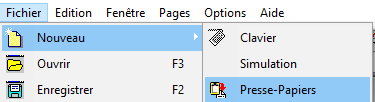 Fichier Edition Fenêtre Pages Options Aide
Nouveau Clavier
Ouvrir F3 Simulation
Enregistrer F2 Presse-Papiers